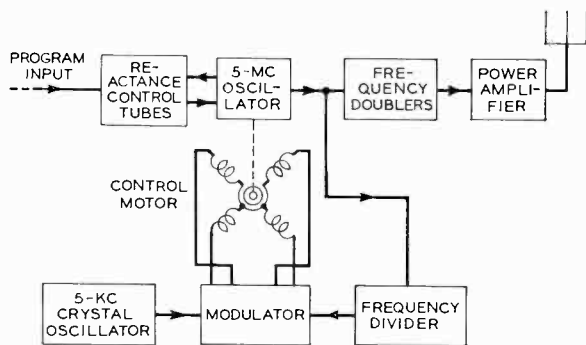 PROGRAM
INPUT
RE-
ACTANCE
CONTROL
TUBES
5-MC
OSCIL-
LATOR
FRE-
QUENCY
DOUBLERS
POWER
AMPLI-
FIER
CONTROL
MOTOR
5-KC
CRYSTAL
OSCILLATOR
MODULATOR
FREQUENCY
DIVIDER